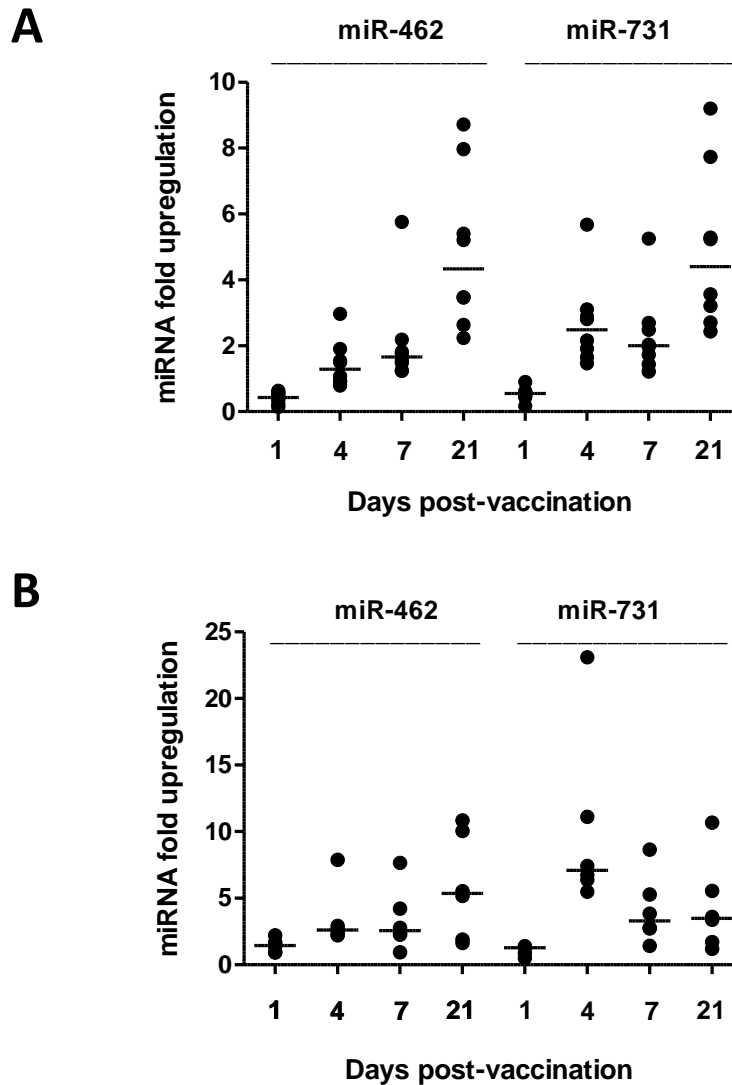 A
miR-462 miR-731
10
8
6
4
2
0
miRNA fold upregulation
1 4 7 21 1 4 7 21
Days post-vaccination
B
miR-462 miR-731
25
20
15
10
5
0
miRNA fold upregulation
1 4 7 21 1 4 7 21
Days post-vaccination